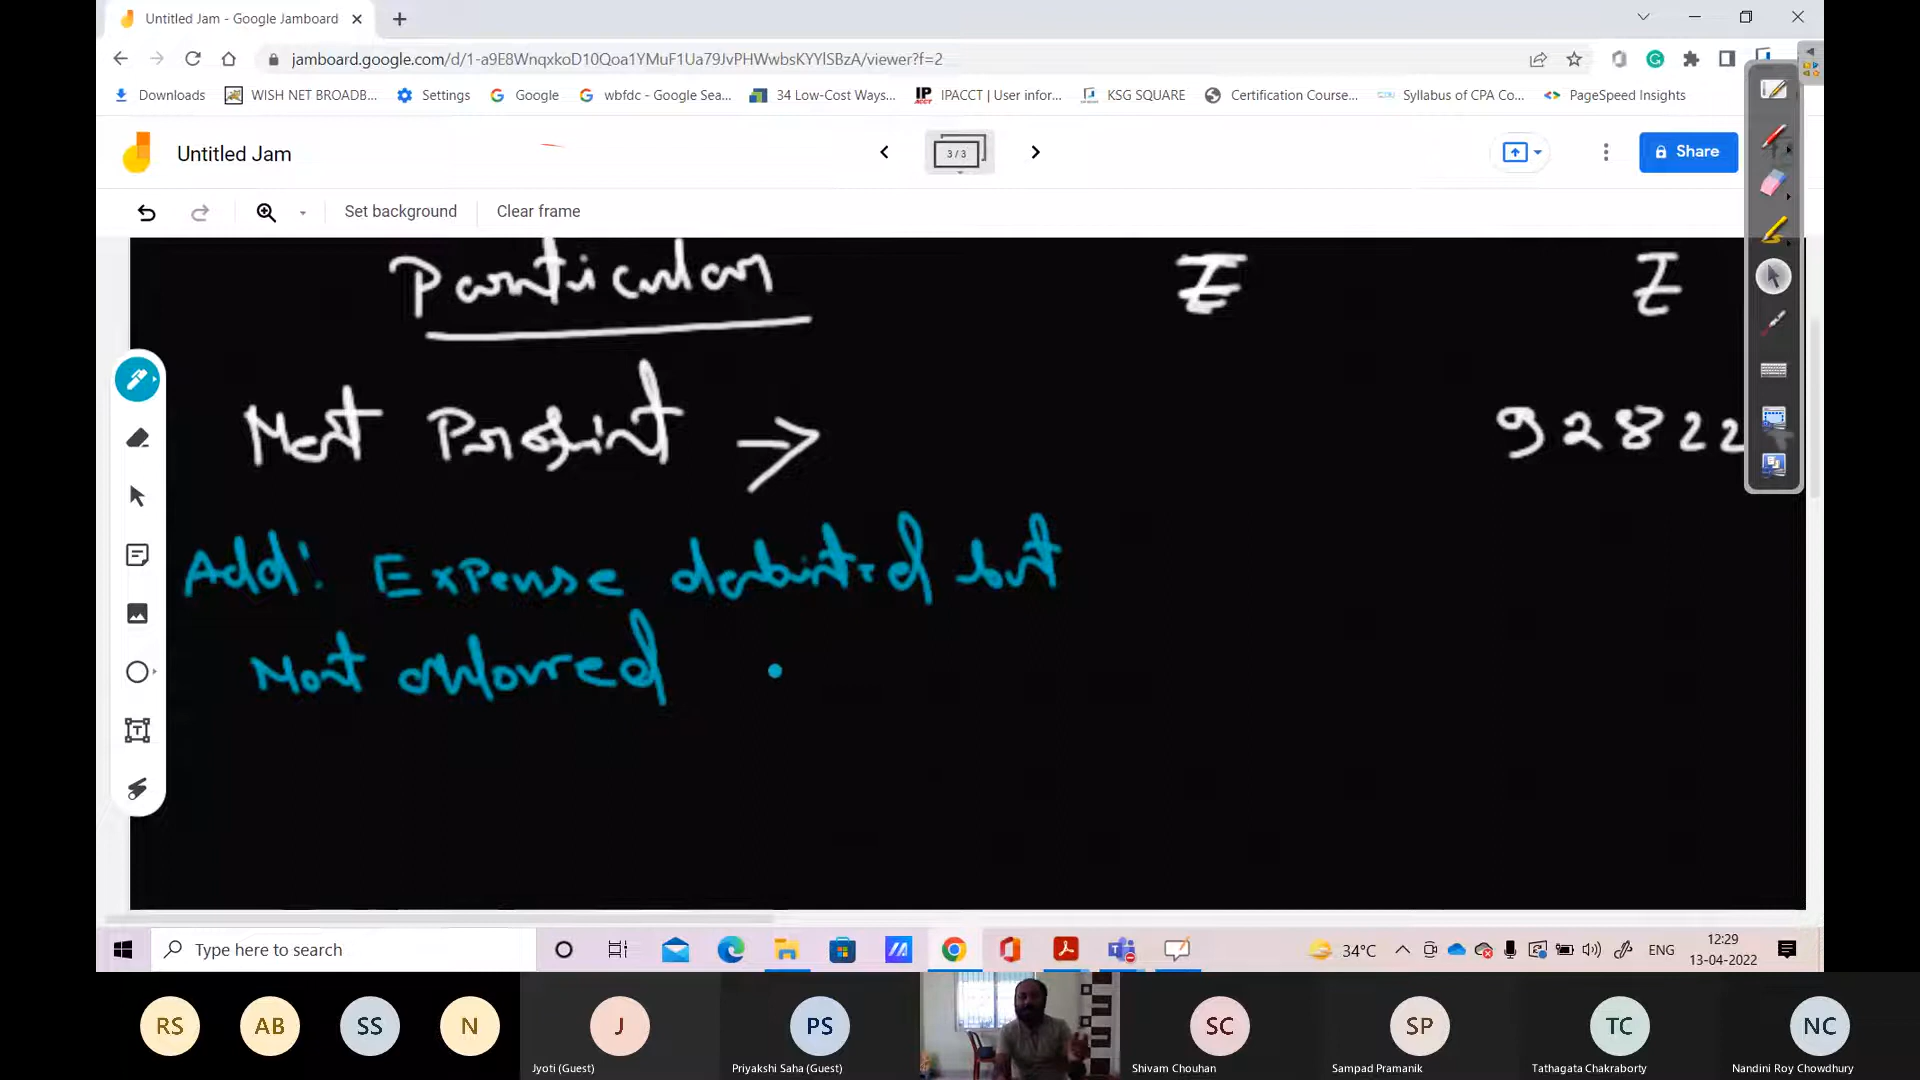 Untitled Jam - Google Jamboard
jamboard.google.com/d/1-a9E8WnqxkoD10Qoa1YMuF1Ua79JvPHWwbsKYYlSBzA/viewer?f=2
Downloads WISH NET BROADB... Settings Google wbfdc - Google Sea... 34 Low-Cost Ways... IPACCT | User infor... KSG SQUARE Certification Course... Syllabus of CPA Co... PageSpeed Insights
Untitled Jam
3 / 3
Share
Set background Clear frame
Particular
Net Profit → 92822
Add: Expense debited but
Not allowed
Type here to search
34°C ENG
12:29
13-04-2022
RS AB SS N J PS SC SP TC NC
Jyoti (Guest) Priyakshi Saha (Guest) Shivam Chouhan Sampad Pramanik Tathagata Chakraborty Nandini Roy Chowdhury